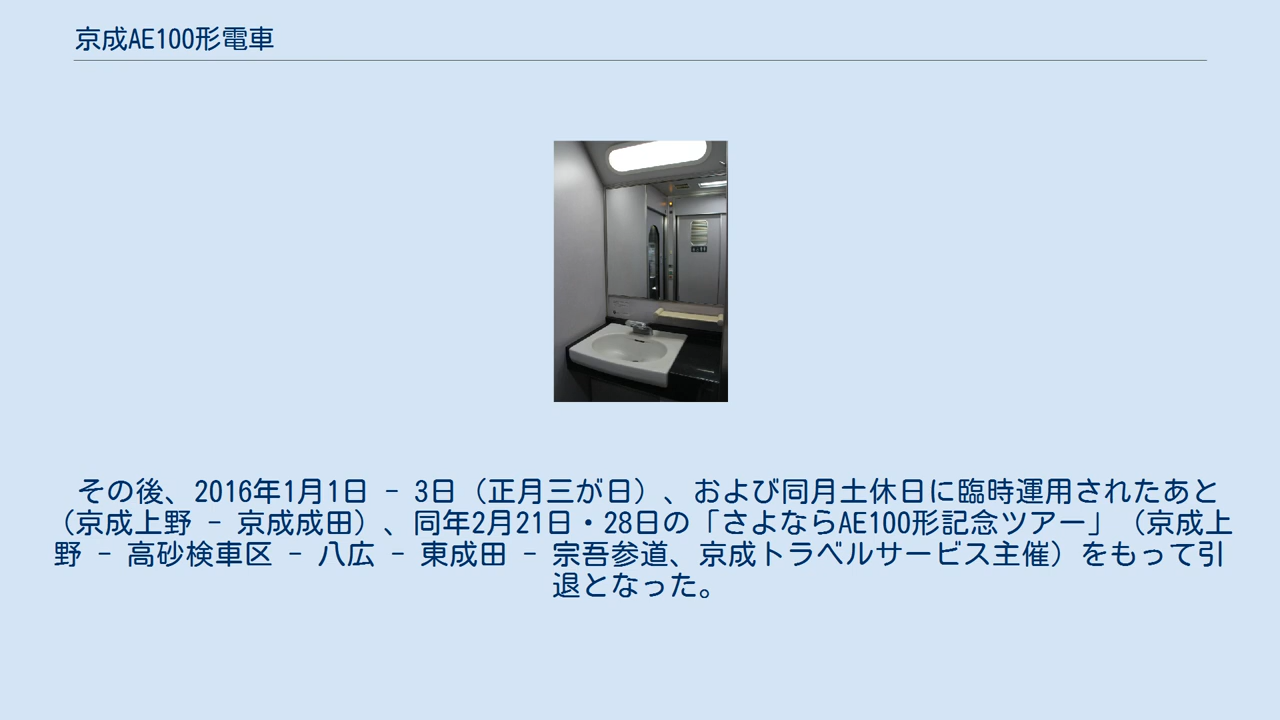 京成AE100形電車
その後、2016年1月1日 - 3日（正月三が日）、および同月土休日に臨時運用されたあと
（京成上野 - 京成成田）、同年2月21日・28日の「さよならAE100形記念ツアー」（京成上
野 - 高砂検車区 - 八広 - 東成田 - 宗吾参道、京成トラベルサービス主催）をもって引
退となった。